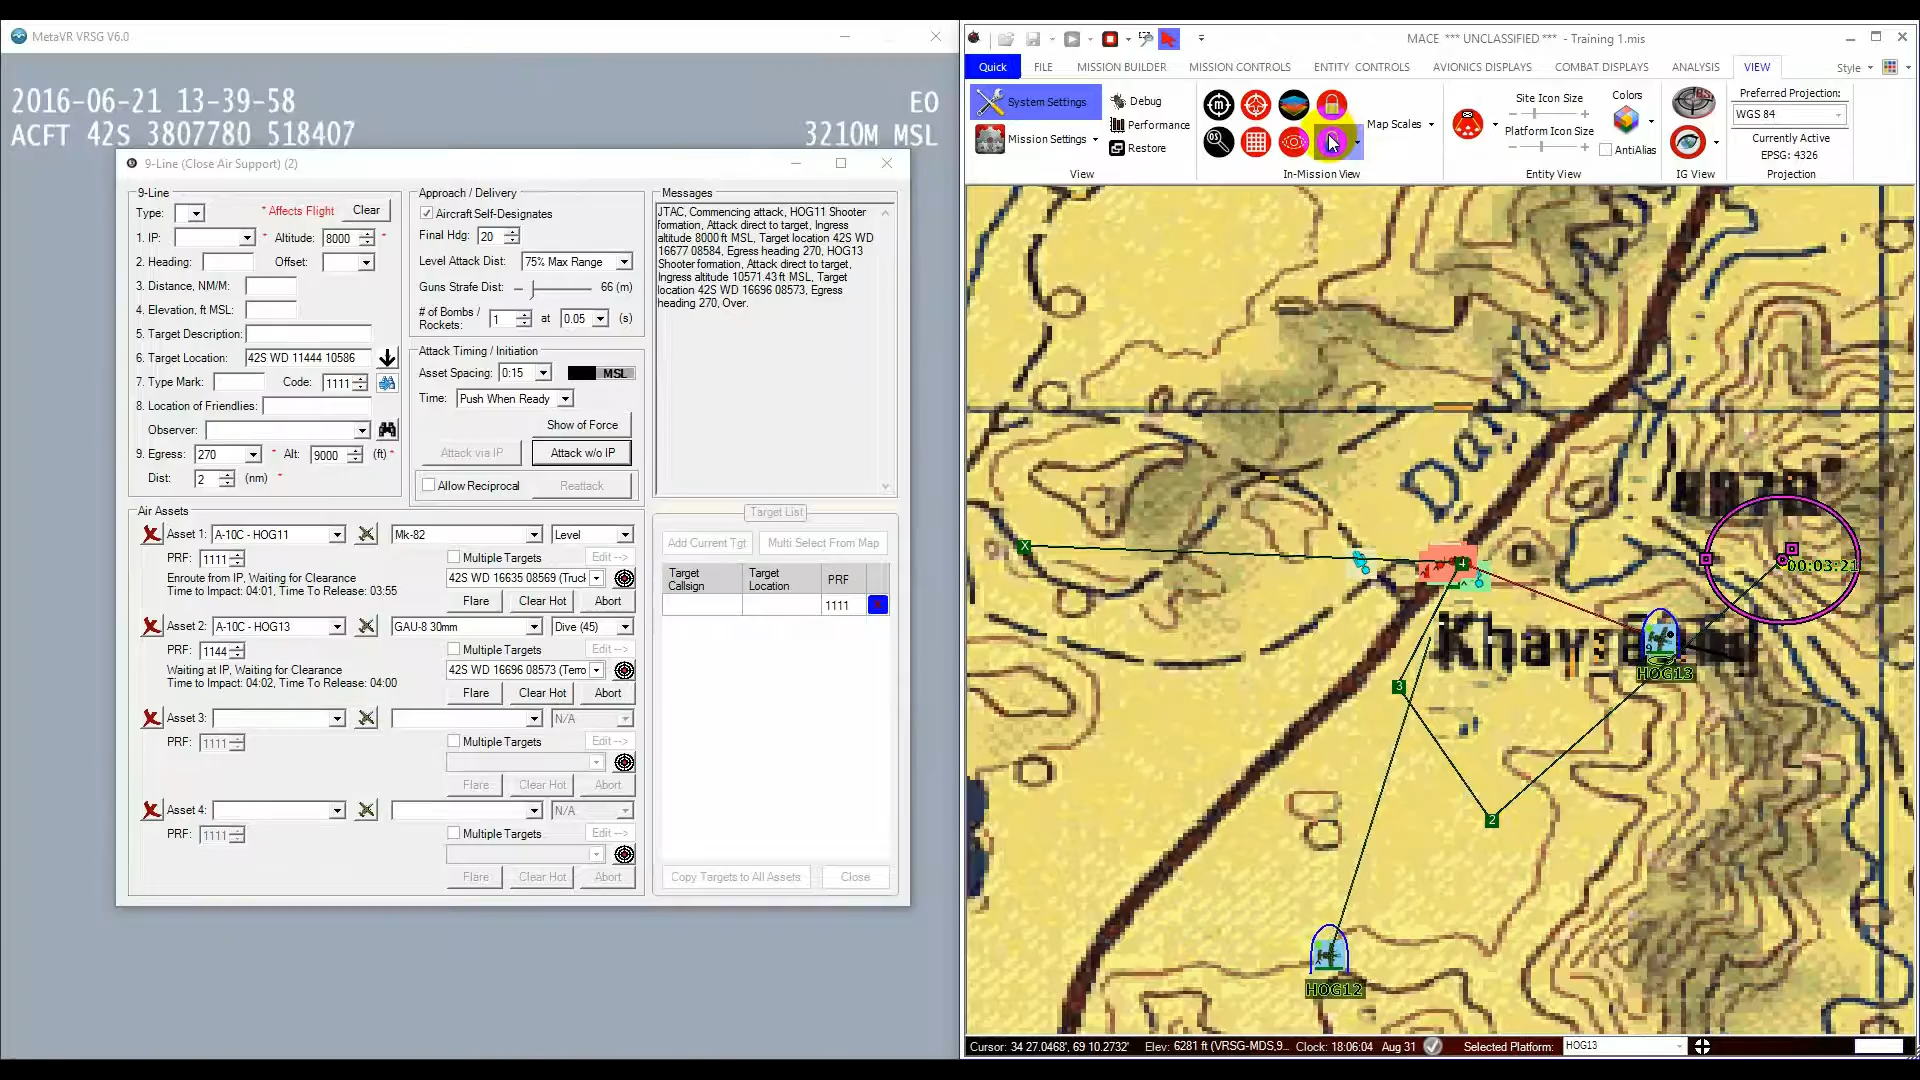 MetaVR VRSG V6.0
2016-06-21 13-39-58
EO
ACFT 42S 3807780 518407
3210M MSL
9-Line (Close Air Support) (2)
9-Line
Type:
* Affects Flight
Clear
1. IP:
* Altitude: 8000
2. Heading:
Offset:
3. Distance, NM/M:
4. Elevation, ft MSL:
5. Target Description:
6. Target Location: 42S WD 11444 10586
7. Type Mark:
Code: 1111
8. Location of Friendlies:
Observer:
9. Egress: 270 * Alt: 9000 (ft) *
Dist: 2 (nm) *
Approach / Delivery
Aircraft Self-Designates
Final Hdg: 20
Level Attack Dist: 75% Max Range
Guns Strafe Dist: 66 (m)
# of Bombs /
Rockets: 1 at 0.05 (s)
Attack Timing / Initiation
Asset Spacing: 0:15 MSL
Time: Push When Ready
Show of Force
Attack via IP
Attack w/o IP
Allow Reciprocal
Reattack
Messages
JTAC, Commencing attack, HOG11 Shooter
formation, Attack direct to target, Ingress
altitude 8000 ft MSL, Target location 42S WD
16677 08584, Egress heading 270, HOG13
Shooter formation, Attack direct to target,
Ingress altitude 10571.43 ft MSL, Target
location 42S WD 16696 08573, Egress
heading 270, Over.
Air Assets
Asset 1: A-10C - HOG11 Mk-82 Level
PRF: 1111
Multiple Targets Edit -->
Enroute from IP, Waiting for Clearance
42S WD 16635 08569 (Truck
Time to Impact: 04:01, Time To Release: 03:55
Flare Clear Hot Abort
Asset 2: A-10C - HOG13 GAU-8 30mm Dive (45)
PRF: 1144
Multiple Targets Edit -->
Waiting at IP, Waiting for Clearance
42S WD 16696 08573 (Terro
Time to Impact: 04:02, Time To Release: 04:00
Flare Clear Hot Abort
Asset 3: N/A
PRF: 1111
Multiple Targets Edit -->
Flare Clear Hot Abort
Asset 4: N/A
PRF: 1111
Multiple Targets Edit -->
Flare Clear Hot Abort
Target List
Add Current Tgt
Multi Select From Map
Target
Callsign
Target
Location
PRF
1111
Copy Targets to All Assets
Close
MACE *** UNCLASSIFIED *** - Training 1.mis
Quick FILE MISSION BUILDER MISSION CONTROLS ENTITY CONTROLS AVIONICS DISPLAYS COMBAT DISPLAYS ANALYSIS VIEW Style
System Settings
Mission Settings
Debug
Performance
Restore
View
Map Scales
In-Mission View
Site Icon Size
Platform Icon Size
Colors
AntiAlias
Entity View
IG View
Preferred Projection:
WGS 84
Currently Active
EPSG: 4326
Projection
X
4
00:03:21
HOG13
3
2
HOG12
Cursor: 34 27.0468', 69 10.2732' Elev: 6281 ft (VRSG-MDS,9... Clock: 18:06:04 Aug 31 Selected Platform: HOG13